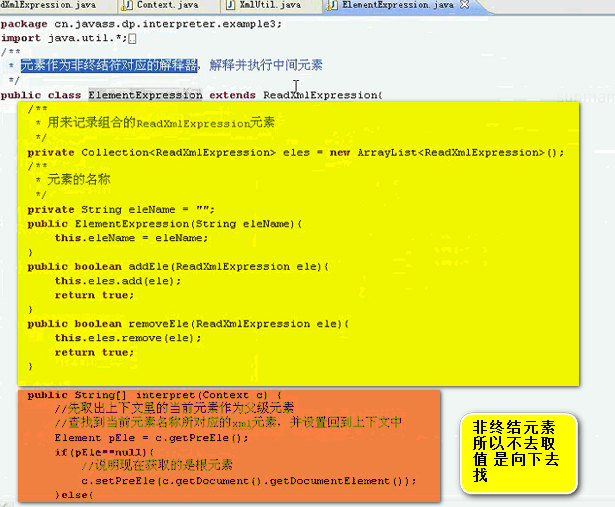 dXmlExpression.java Context.java XmlUtil.java ElementExpression.java
package cn.javass.dp.interpreter.example3;
import java.util.*;
/**
 * 元素作为非终结符对应的解释器，解释并执行中间元素
 */
public class ElementExpression extends ReadXmlExpression{
/**
 * 用来记录组合的ReadXmlExpression元素
 */
private Collection<ReadXmlExpression> eles = new ArrayList<ReadXmlExpression>();
/**
 * 元素的名称
 */
private String eleName = "";
public ElementExpression(String eleName){
this.eleName = eleName;
}
public boolean addEle(ReadXmlExpression ele){
this.eles.add(ele);
return true;
}
public boolean removeEle(ReadXmlExpression ele){
this.eles.remove(ele);
return true;
}
public String[] interpret(Context c) {
//先取出上下文里的当前元素作为父级元素
//查找到当前元素名称所对应的xml元素，并设置回到上下文中
Element pEle = c.getPreEle();
if(pEle==null){
//说明现在获取的是根元素
c.setPreEle(c.getDocument().getDocumentElement());
}else{
非终结元素
所以不去取
值 是向下去
找